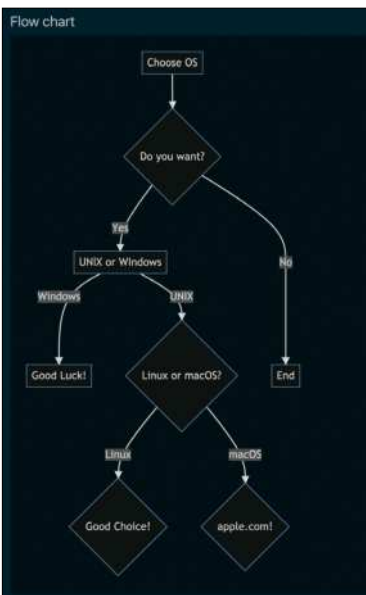 Flow chart
Choose OS
Do you want?
Yes
No
UNIX or Windows
Windows
UNIX
Good Luck!
Linux or macOS?
End
Linux
macOS
Good Choice!
apple.com!